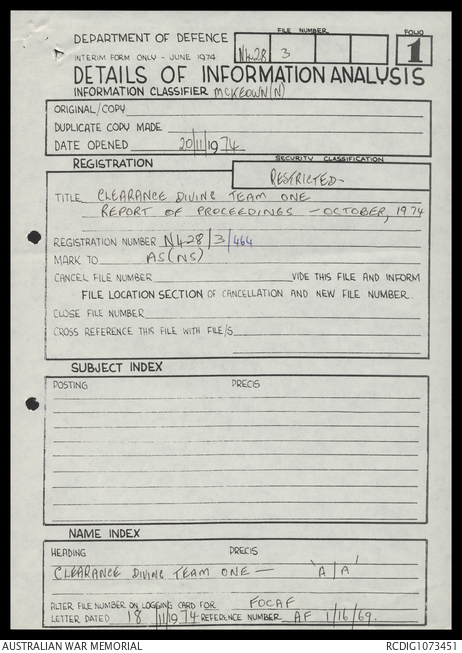 DEPARTMENT OF DEFENCE
FILE NUMBER
N428 3
FOLIO
1
INTERIM FORM ONLY - JUNE 1974
DETAILS OF INFORMATION ANALYSIS
INFORMATION CLASSIFIER MCKEOWN(N)
ORIGINAL/COPY
DUPLICATE COPY MADE
DATE OPENED 20/11/1974
REGISTRATION
SECURITY CLASSIFICATION
RESTRICTED
TITLE CLEARANCE DIVING TEAM ONE
REPORT OF PROCEEDINGS - OCTOBER, 1974
REGISTRATION NUMBER N428/3/464
MARK TO AS(NS)
CANCEL FILE NUMBER VIDE THIS FILE AND INFORM
FILE LOCATION SECTION OF CANCELLATION AND NEW FILE NUMBER
CLOSE FILE NUMBER
CROSS REFERENCE THIS FILE WITH FILE/S
SUBJECT INDEX
POSTING PRECIS
NAME INDEX
HEADING PRECIS
CLEARANCE DIVING TEAM ONE - 'A/A'
ALTER FILE NUMBER ON LOGGING CARD FOR FOCAF
LETTER DATED 18/11/1974 REFERENCE NUMBER AF 1/16/69.
AUSTRALIAN WAR MEMORIAL RCDIG1073451